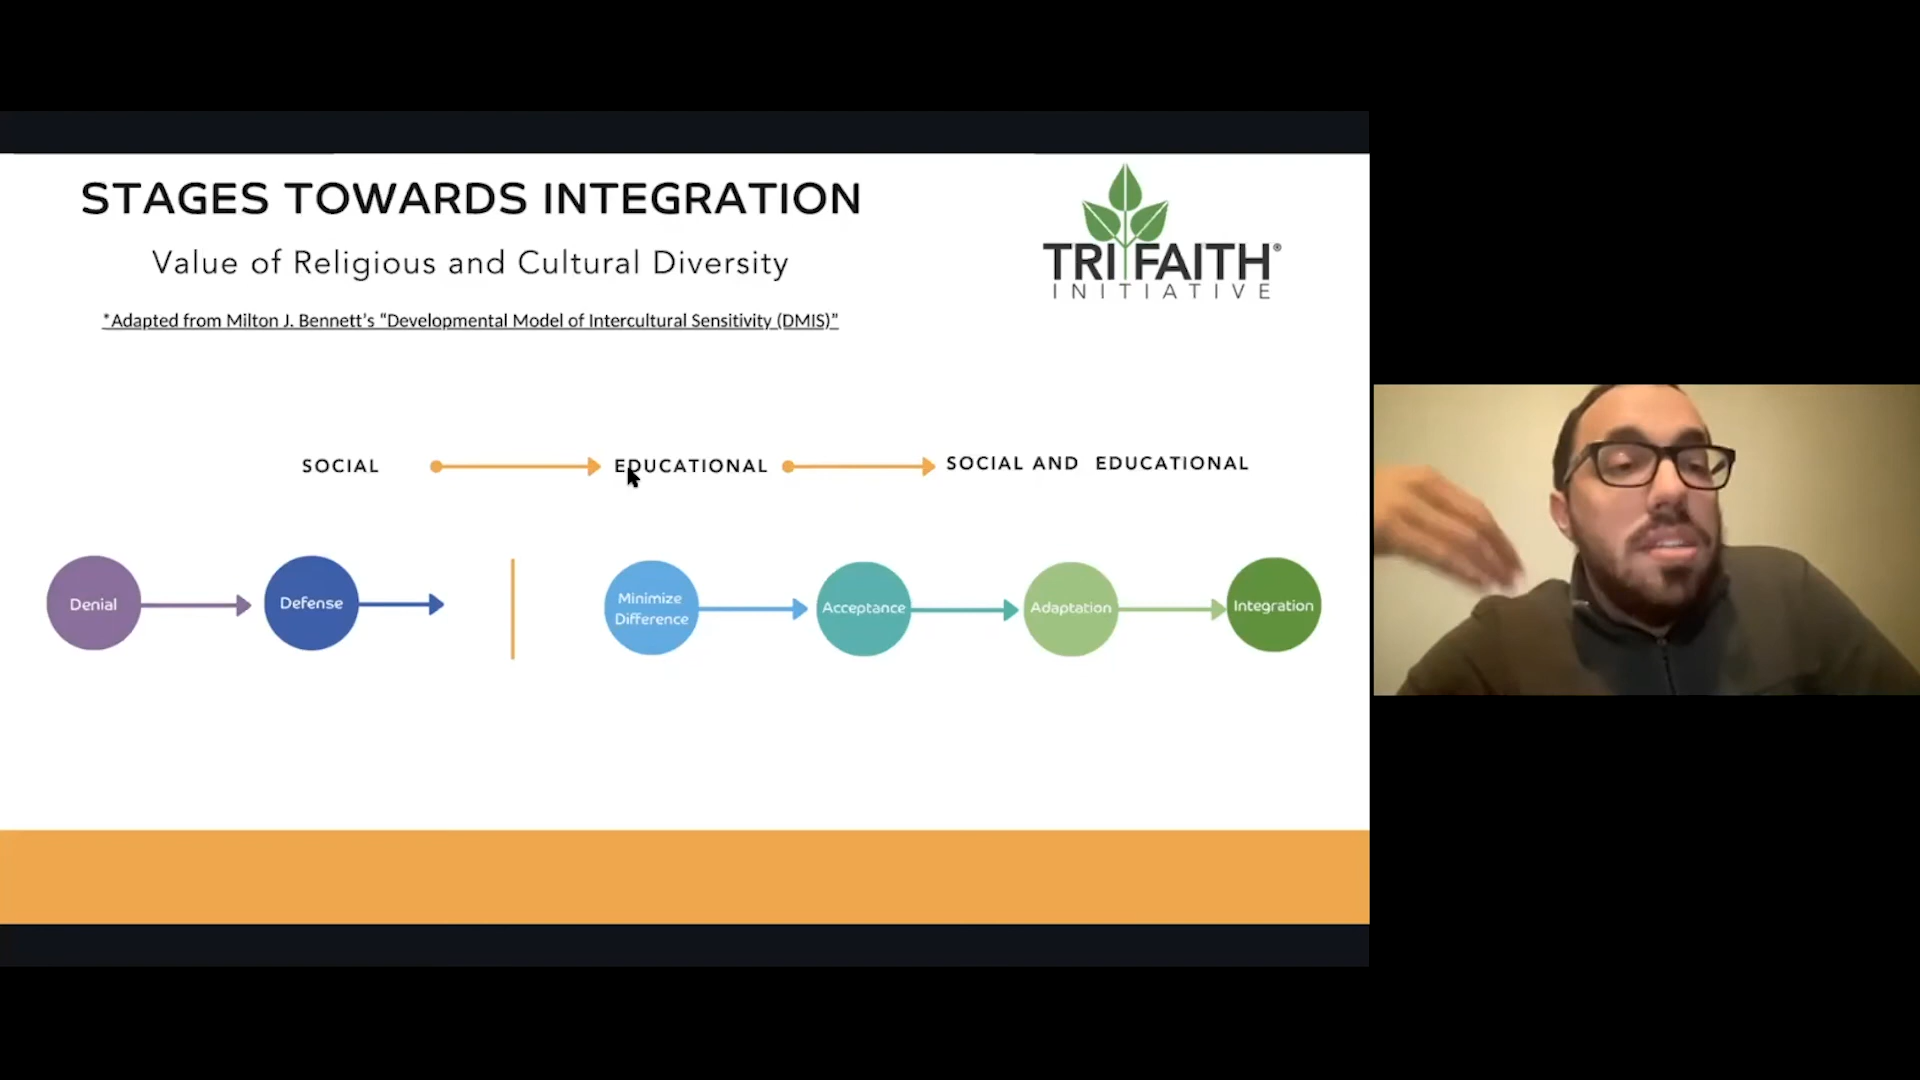 STAGES TOWARDS INTEGRATION
Value of Religious and Cultural Diversity
*Adapted from Milton J. Bennett’s “Developmental Model of Intercultural Sensitivity (DMIS)”
TRI FAITH®
INITIATIVE
SOCIAL
EDUCATIONAL
SOCIAL AND EDUCATIONAL
Denial
Defense
Minimize
Difference
Acceptance
Adaptation
Integration